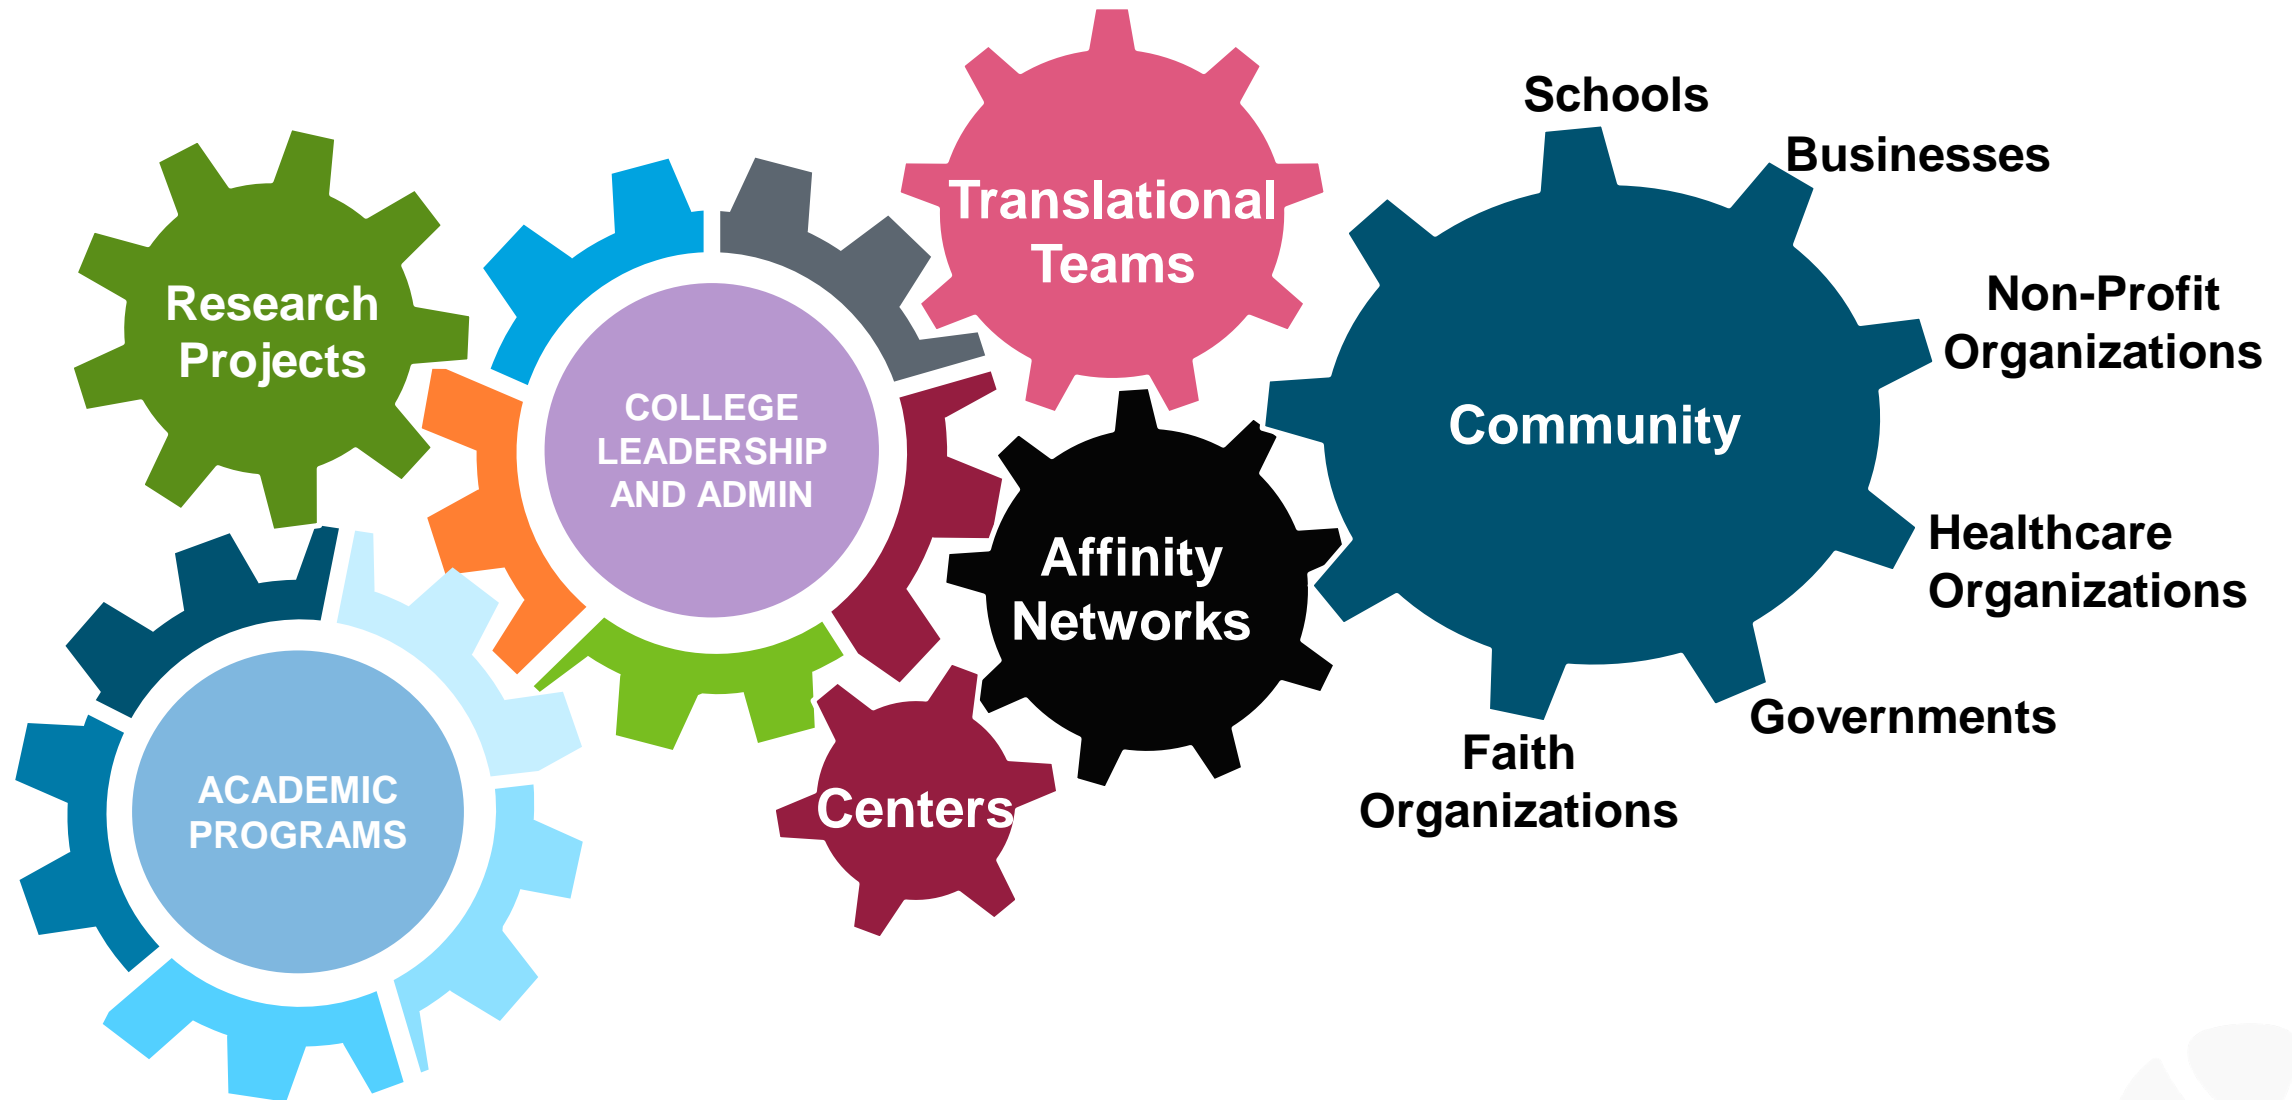 Research
Projects
COLLEGE
LEADERSHIP
AND ADMIN
ACADEMIC
PROGRAMS
Translational
Teams
Affinity
Networks
Centers
Community
Schools
Businesses
Non-Profit
Organizations
Healthcare
Organizations
Governments
Faith
Organizations